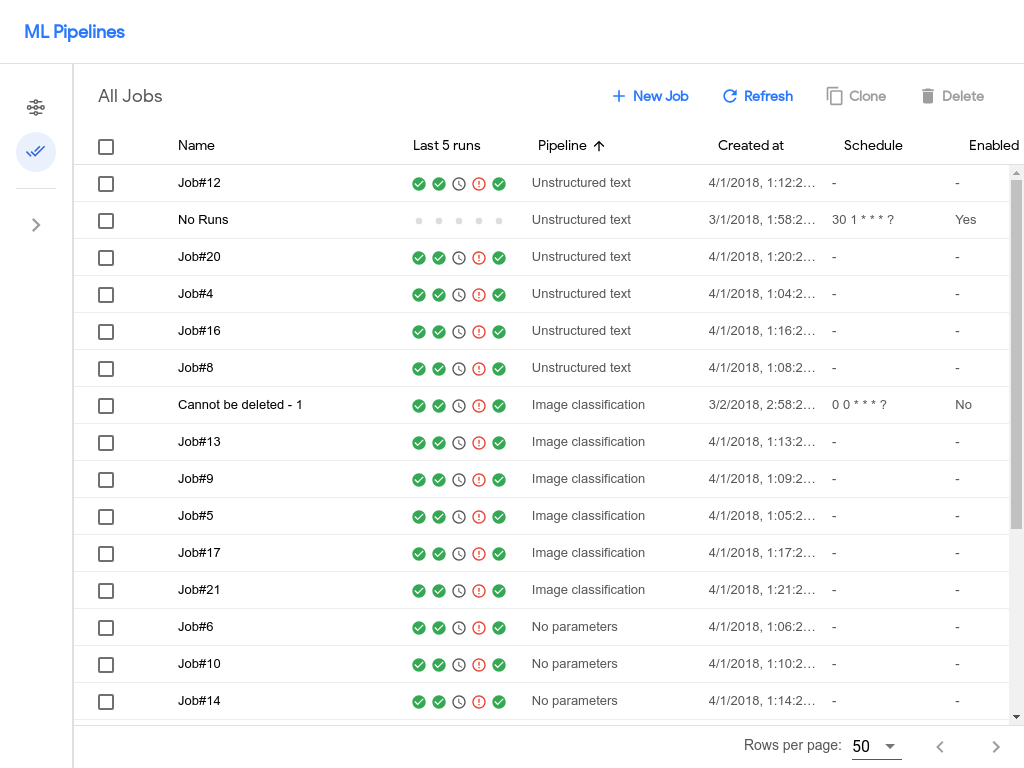 ML Pipelines
All Jobs
New Job Refresh Clone Delete
Name Last 5 runs Pipeline Created at Schedule Enabled
Job#12 Unstructured text 4/1/2018, 1:12:2... - -
No Runs Unstructured text 3/1/2018, 1:58:2... 30 1 * * * ? Yes
Job#20 Unstructured text 4/1/2018, 1:20:2... - -
Job#4 Unstructured text 4/1/2018, 1:04:2... - -
Job#16 Unstructured text 4/1/2018, 1:16:2... - -
Job#8 Unstructured text 4/1/2018, 1:08:2... - -
Cannot be deleted - 1 Image classification 3/2/2018, 2:58:2... 0 0 * * * ? No
Job#13 Image classification 4/1/2018, 1:13:2... - -
Job#9 Image classification 4/1/2018, 1:09:2... - -
Job#5 Image classification 4/1/2018, 1:05:2... - -
Job#17 Image classification 4/1/2018, 1:17:2... - -
Job#21 Image classification 4/1/2018, 1:21:2... - -
Job#6 No parameters 4/1/2018, 1:06:2... - -
Job#10 No parameters 4/1/2018, 1:10:2... - -
Job#14 No parameters 4/1/2018, 1:14:2... - -
Rows per page: 50